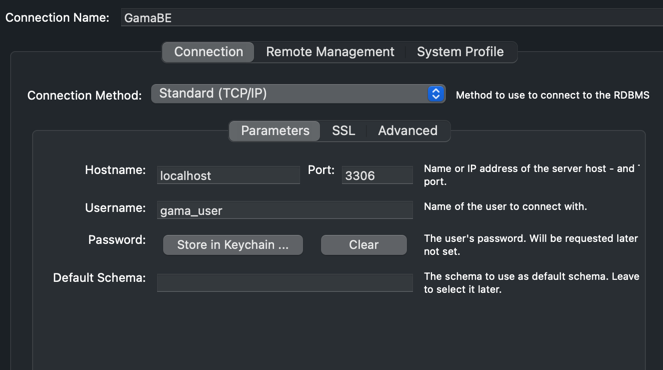 Connection Name: GamaBE
Connection Remote Management System Profile
Connection Method: Standard (TCP/IP) Method to use to connect to the RDBMS
Parameters SSL Advanced
Hostname: localhost Port: 3306 Name or IP address of the server host - and
port.
Username: gama_user Name of the user to connect with.
Password: Store in Keychain ... Clear The user's password. Will be requested later
not set.
Default Schema: The schema to use as default schema. Leave
to select it later.